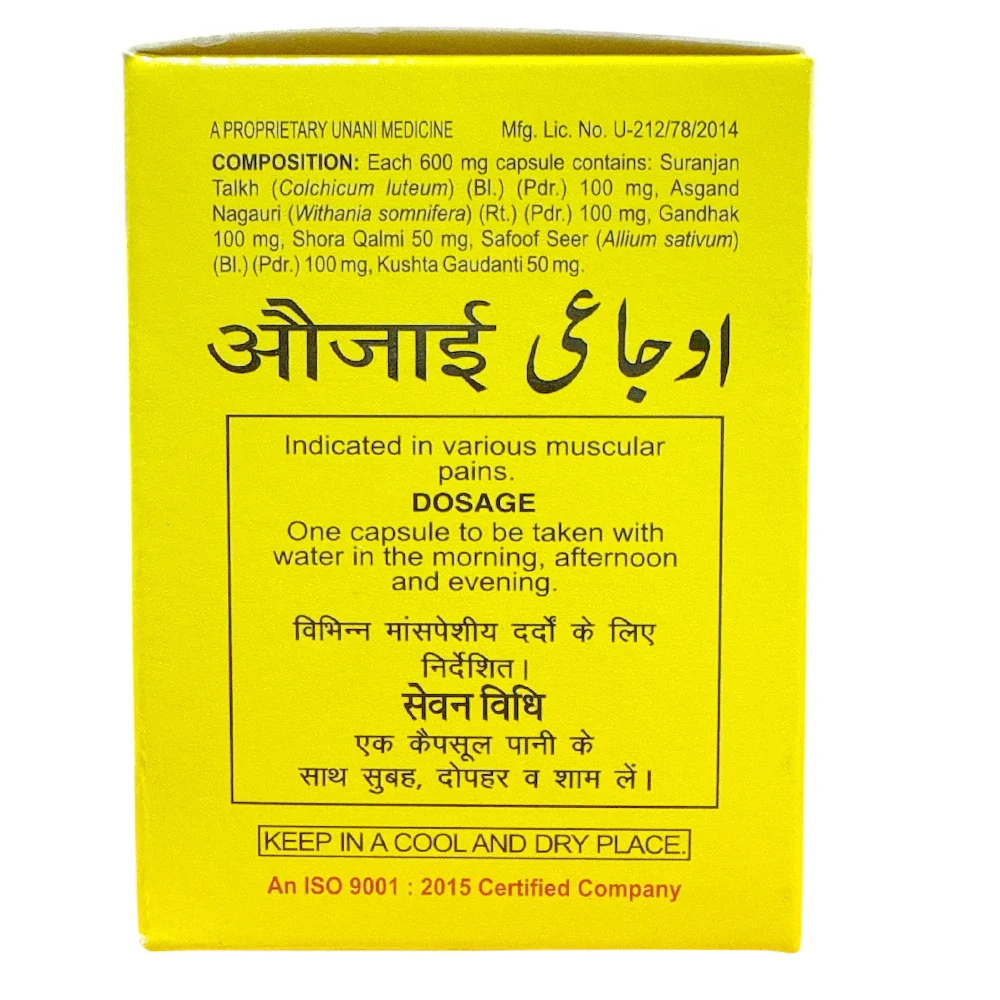 A PROPRIETARY UNANI MEDICINE Mfg. Lic. No. U-212/78/2014
COMPOSITION: Each 600 mg capsule contains: Suranjan
Talkh (Colchicum luteum) (Bl.) (Pdr.) 100 mg, Asgand
Nagauri (Withania somnifera) (Rt.) (Pdr.) 100 mg, Gandhak
100 mg, Shora Qalmi 50 mg, Safoof Seer (Allium sativum)
(Bl.) (Pdr.) 100 mg, Kushta Gaudanti 50 mg.
औजाई اوجاعی
Indicated in various muscular
pains.
DOSAGE
One capsule to be taken with
water in the morning, afternoon
and evening.
विभिन्न मांसपेशीय दर्दों के लिए
निर्देशित।
सेवन विधि
एक कैपसूल पानी के
साथ सुबह, दोपहर व शाम लें।
KEEP IN A COOL AND DRY PLACE.
An ISO 9001 : 2015 Certified Company